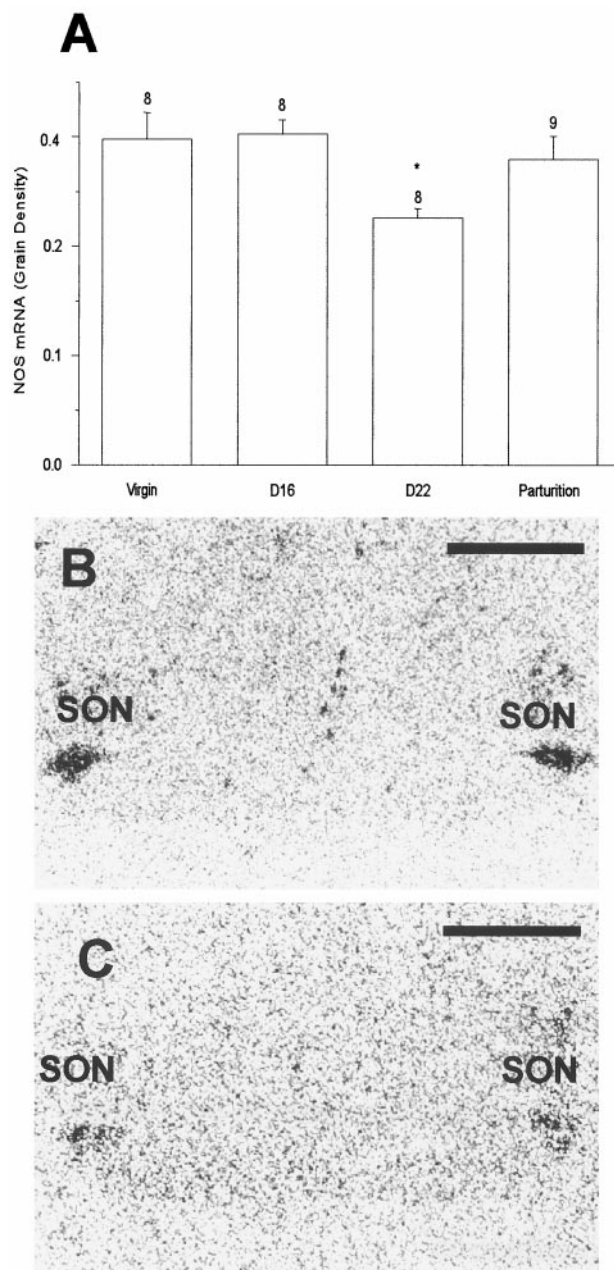 A
8
8
9
0.4
*
8
NOS mRNA (Grain Density)
0.2
0.1
0.0
Virgin
D16
D22
Parturition
B
SON
SON
C
SON
SON